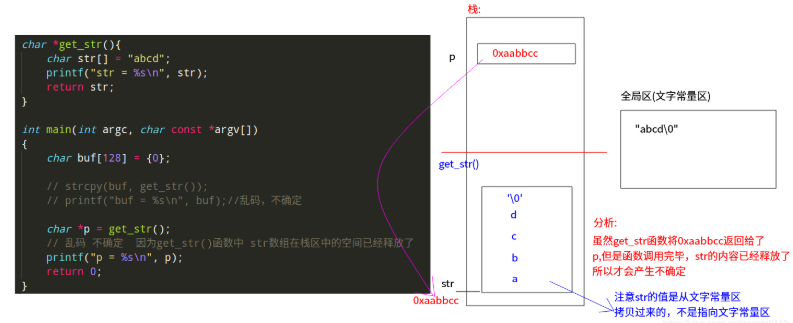 char *get_str(){
char str[] = "abcd";
printf("str = %s\n", str);
return str;
}
int main(int argc, char const *argv[])
{
char buf[128] = {0};
// strcpy(buf, get_str());
// printf("buf = %s\n", buf);//乱码，不确定
char *p = get_str();
// 乱码 不确定 因为get_str()函数中 str数组在栈区中的空间已经释放了
printf("p = %s\n", p);
return 0;
}
栈:
p
0xaabbcc
get_str()
'\0'
d
c
b
a
str
0xaabbcc
全局区(文字常量区)
"abcd\0"
分析:
虽然get_str函数将0xaabbcc返回给了
p,但是函数调用完毕，str的内容已经释放了
所以才会产生不确定
注意str的值是从文字常量区
拷贝过来的，不是指向文字常量区